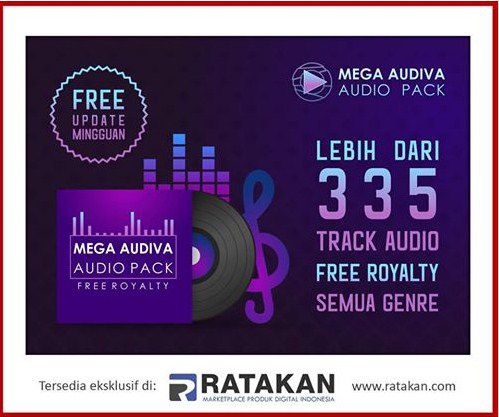 FREE
UPDATE
MINGGUAN
MEGA AUDIVA
AUDIO PACK
LEBIH DARI
335
TRACK AUDIO
FREE ROYALTY
SEMUA GENRE
MEGA AUDIVA
AUDIO PACK
FREE ROYALTY
Tersedia eksklusif di:
RATAKAN
MARKETPLACE PRODUK DIGITAL INDONESIA
www.ratakan.com